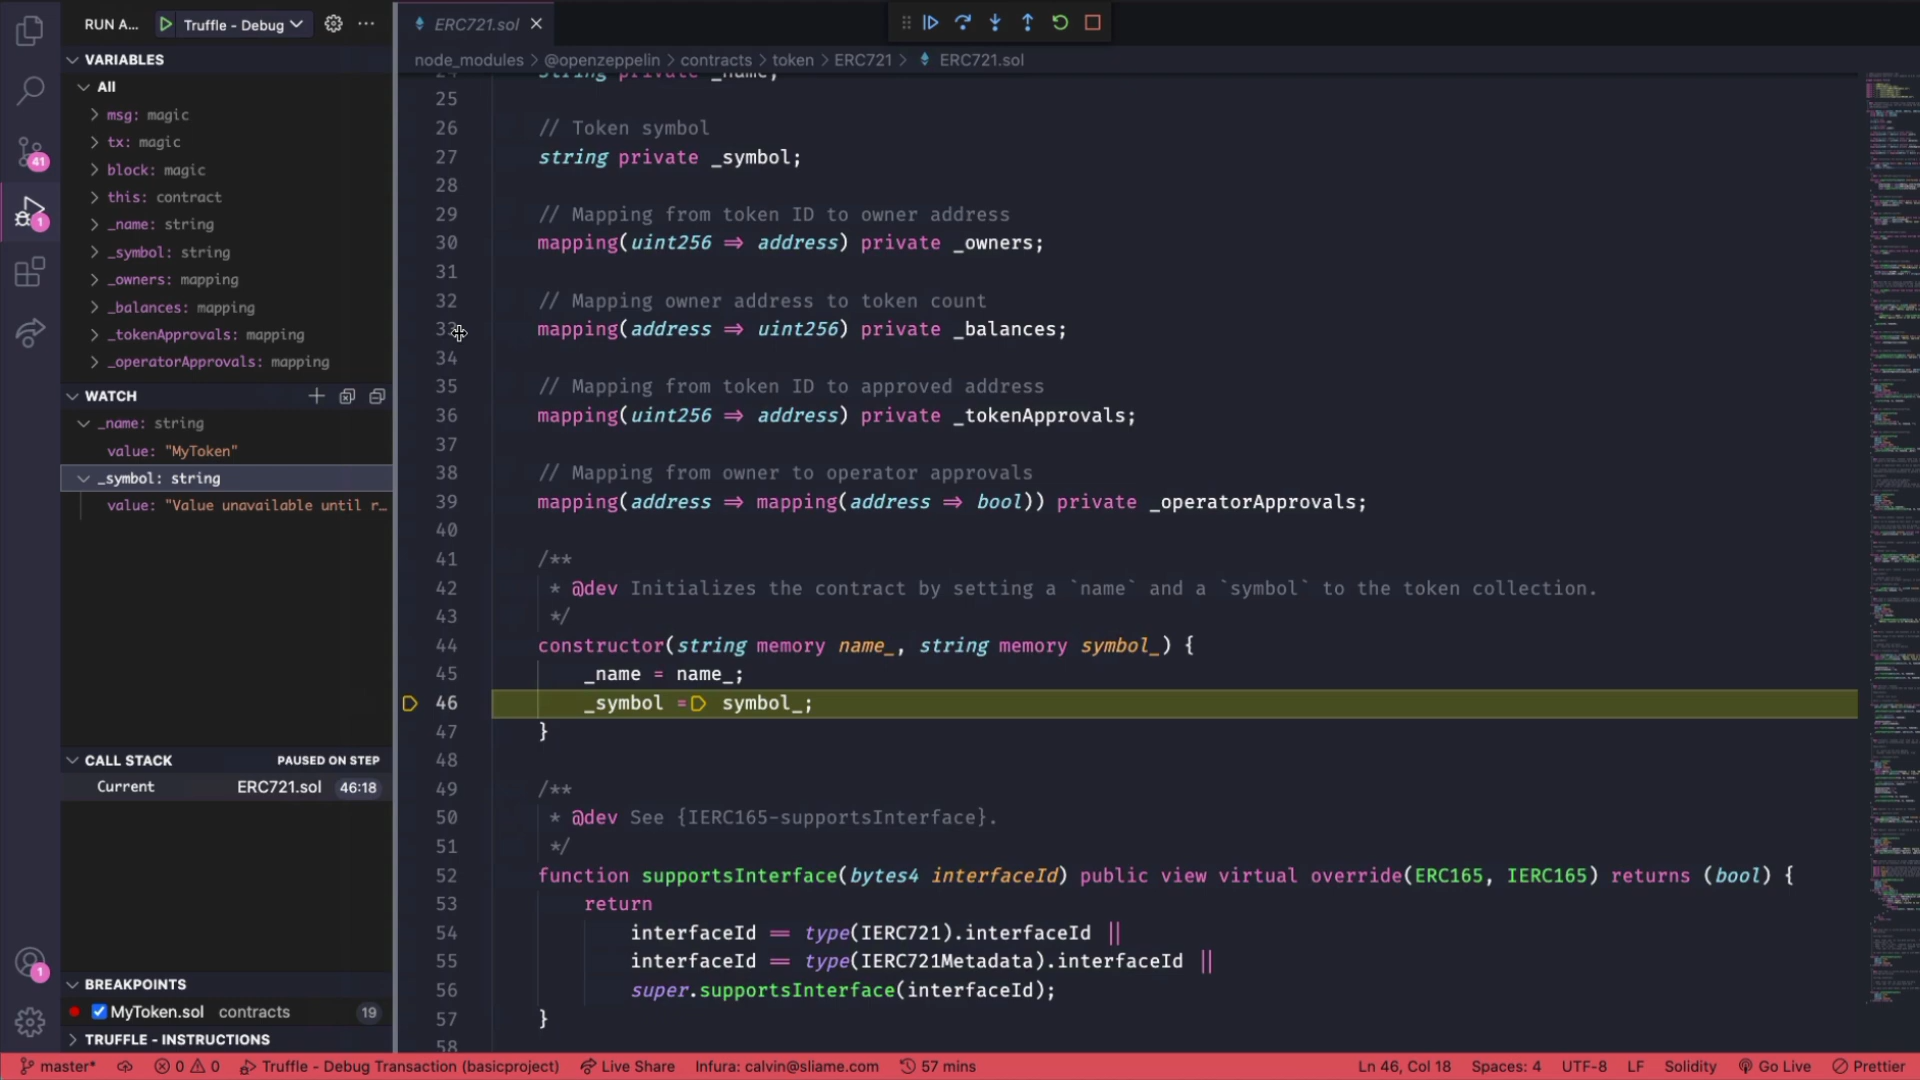 RUN A...
Truffle - Debug
ERC721.sol
VARIABLES
All
msg: magic
tx: magic
block: magic
this: contract
_name: string
_symbol: string
_owners: mapping
_balances: mapping
_tokenApprovals: mapping
_operatorApprovals: mapping
WATCH
_name: string
value: "MyToken"
_symbol: string
value: "Value unavailable until r…
CALL STACK
PAUSED ON STEP
Current ERC721.sol 46:18
BREAKPOINTS
MyToken.sol contracts 19
TRUFFLE - INSTRUCTIONS
41
1
1
node_modules > @openzeppelin > contracts > token > ERC721 > ERC721.sol
24 string private _name;
25
26 // Token symbol
27 string private _symbol;
28
29 // Mapping from token ID to owner address
30 mapping(uint256 => address) private _owners;
31
32 // Mapping owner address to token count
33 mapping(address => uint256) private _balances;
34
35 // Mapping from token ID to approved address
36 mapping(uint256 => address) private _tokenApprovals;
37
38 // Mapping from owner to operator approvals
39 mapping(address => mapping(address => bool)) private _operatorApprovals;
40
41 /**
42 * @dev Initializes the contract by setting a `name` and a `symbol` to the token collection.
43 */
44 constructor(string memory name_, string memory symbol_) {
45 _name = name_;
46 _symbol = symbol_;
47 }
48
49 /**
50 * @dev See {IERC165-supportsInterface}.
51 */
52 function supportsInterface(bytes4 interfaceId) public view virtual override(ERC165, IERC165) returns (bool) {
53 return
54 interfaceId == type(IERC721).interfaceId ||
55 interfaceId == type(IERC721Metadata).interfaceId ||
56 super.supportsInterface(interfaceId);
57 }
58
master* 0 0 Truffle - Debug Transaction (basicproject) Live Share Infura: calvin@sliame.com 57 mins Ln 46, Col 18 Spaces: 4 UTF-8 LF Solidity Go Live Prettier